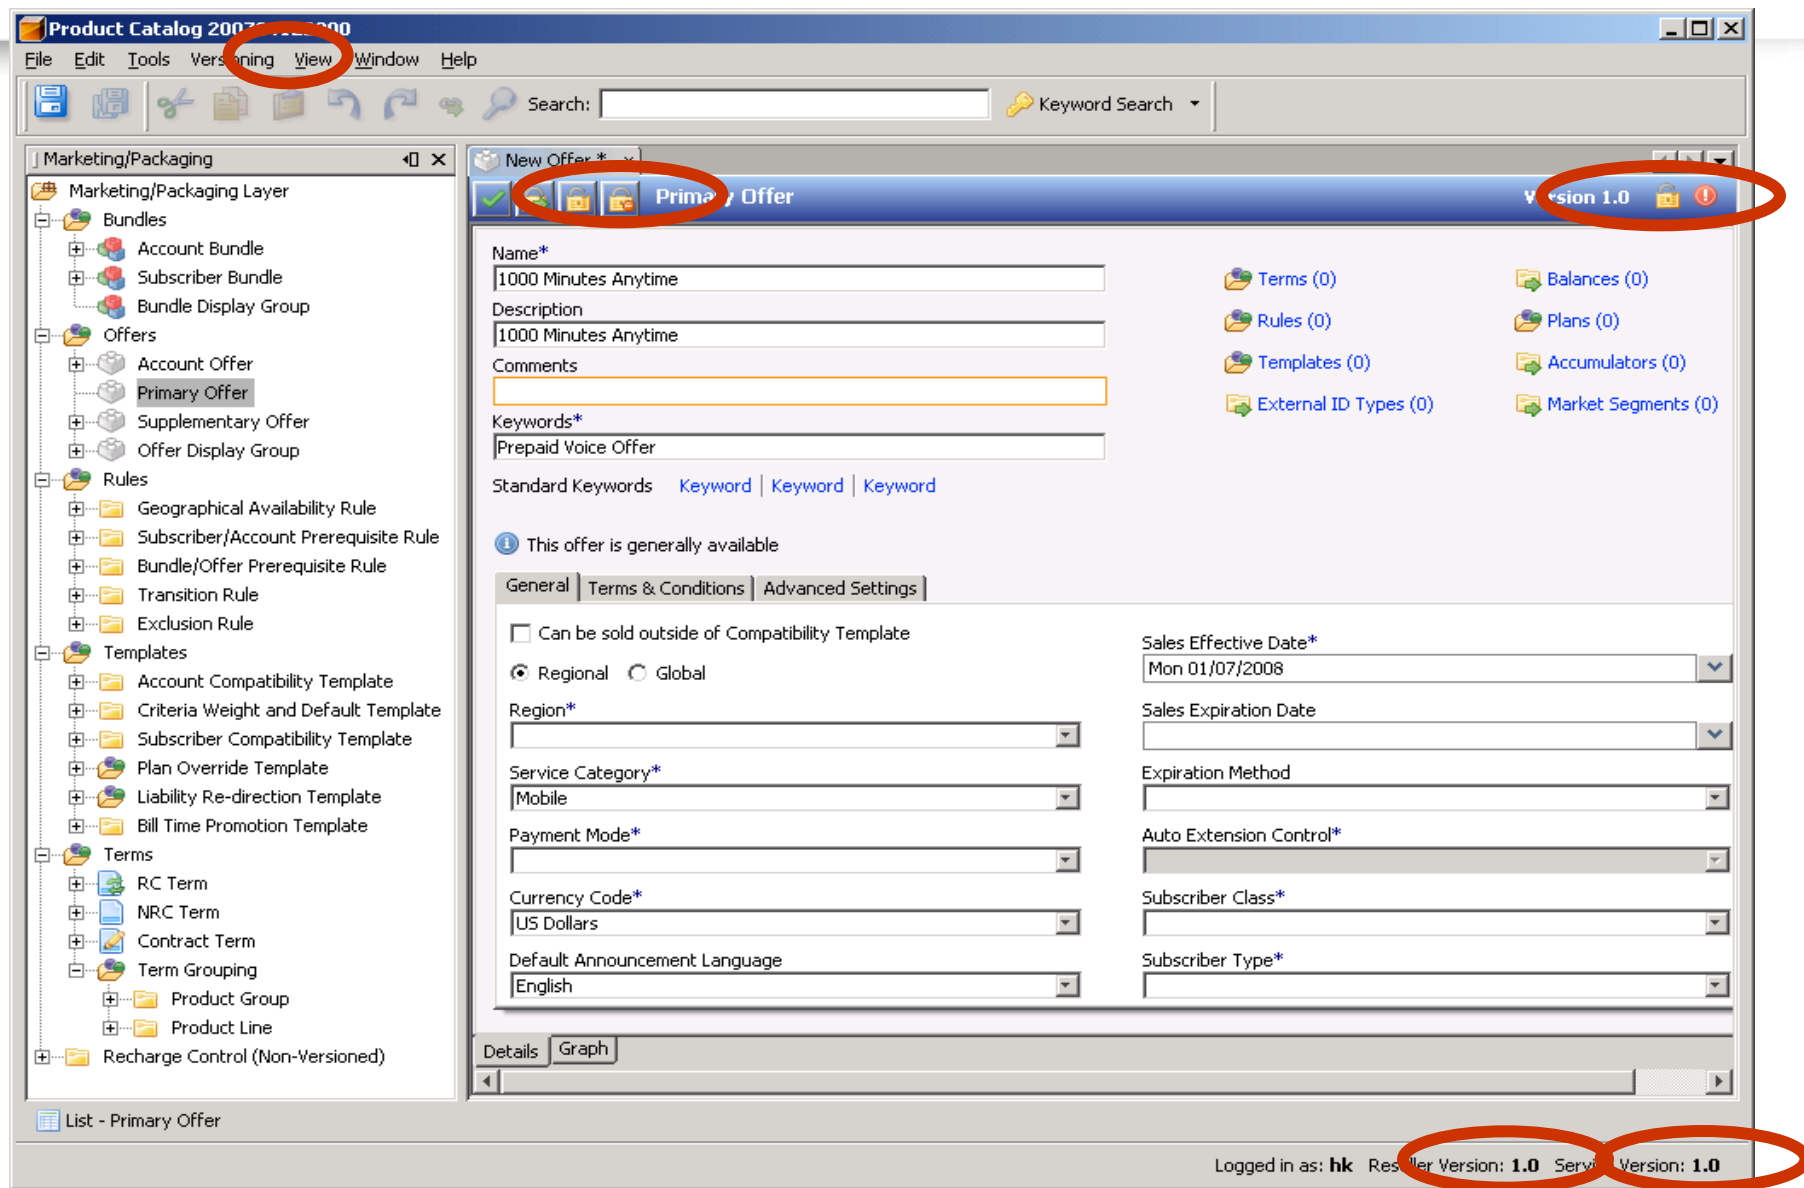 Product Catalog
File Edit Tools Versioning View Window Help
Search: Keyword Search
Marketing/Packaging
Marketing/Packaging Layer
Bundles
Account Bundle
Subscriber Bundle
Bundle Display Group
Offers
Account Offer
Primary Offer
Supplementary Offer
Offer Display Group
Rules
Geographical Availability Rule
Subscriber/Account Prerequisite Rule
Bundle/Offer Prerequisite Rule
Transition Rule
Exclusion Rule
Templates
Account Compatibility Template
Criteria Weight and Default Template
Subscriber Compatibility Template
Plan Override Template
Liability Re-direction Template
Bill Time Promotion Template
Terms
RC Term
NRC Term
Contract Term
Term Grouping
Product Group
Product Line
Recharge Control (Non-Versioned)
New Offer *
Primary Offer Version 1.0
Name*
1000 Minutes Anytime
Description
1000 Minutes Anytime
Comments
Keywords*
Prepaid Voice Offer
Standard Keywords Keyword | Keyword | Keyword
Terms (0) Balances (0)
Rules (0) Plans (0)
Templates (0) Accumulators (0)
External ID Types (0) Market Segments (0)
This offer is generally available
General Terms & Conditions Advanced Settings
Can be sold outside of Compatibility Template
Regional Global
Region*
Service Category*
Mobile
Payment Mode*
Currency Code*
US Dollars
Default Announcement Language
English
Sales Effective Date*
Mon 01/07/2008
Sales Expiration Date
Expiration Method
Auto Extension Control*
Subscriber Class*
Subscriber Type*
Details Graph
List - Primary Offer
Logged in as: hk Reseller Version: 1.0 Service Version: 1.0